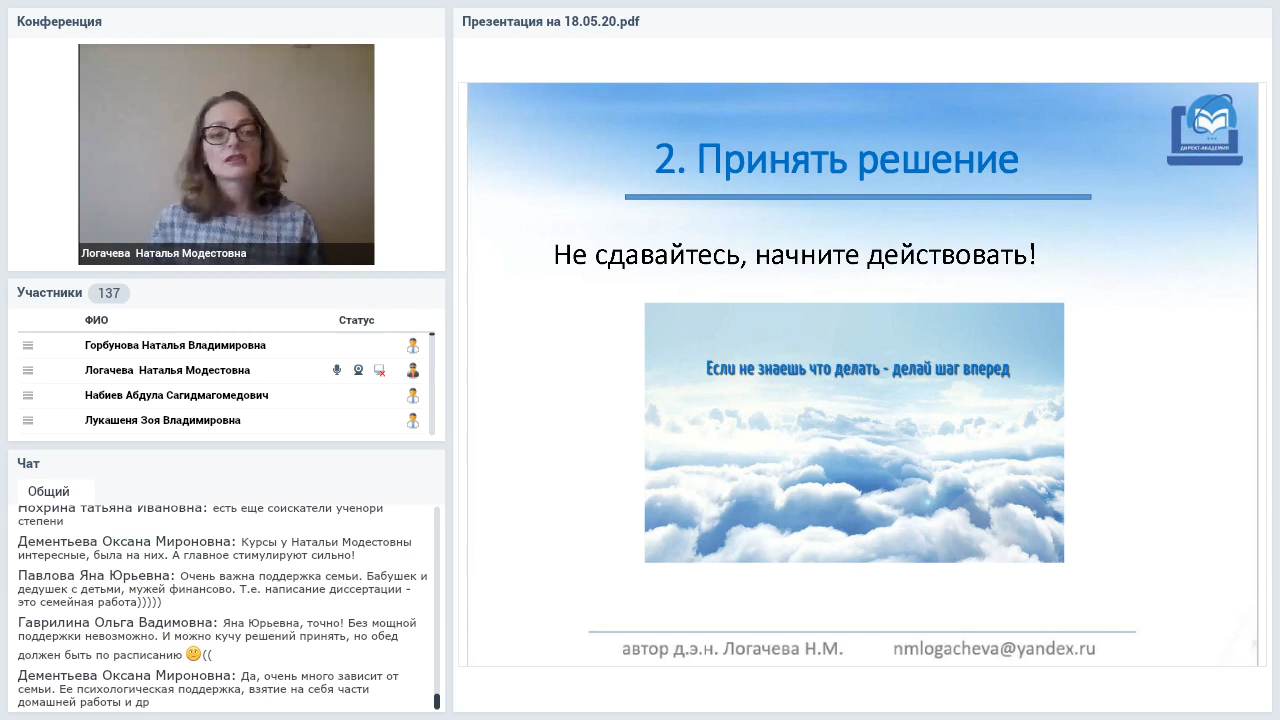 Конференция
Логачева Наталья Модестовна
Участники 137
ФИО Статус
Горбунова Наталья Владимировна
Логачева Наталья Модестовна
Набиев Абдула Сагидмагомедович
Лукашеня Зоя Владимировна
Чат
Общий
Нохрина Татьяна Ивановна: есть еще соискатели ученори
степени
Дементьева Оксана Мироновна: Курсы у Натальи Модестовны
интересные, была на них. А главное стимулируют сильно!
Павлова Яна Юрьевна: Очень важна поддержка семьи. Бабушек и
дедушек с детьми, мужей финансово. Т.е. написание диссертации -
это семейная работа)))))
Гаврилина Ольга Вадимовна: Яна Юрьевна, точно! Без мощной
поддержки невозможно. И можно кучу решений принять, но обед
должен быть по расписанию ((
Дементьева Оксана Мироновна: Да, очень много зависит от
семьи. Ее психологическая поддержка, взятие на себя части
домашней работы и др
Презентация на 18.05.20.pdf
ДИРЕКТ-АКАДЕМИЯ
2. Принять решение
Не сдавайтесь, начните действовать!
Если не знаешь что делать - делай шаг вперед
автор д.э.н. Логачева Н.М. nmlogacheva@yandex.ru